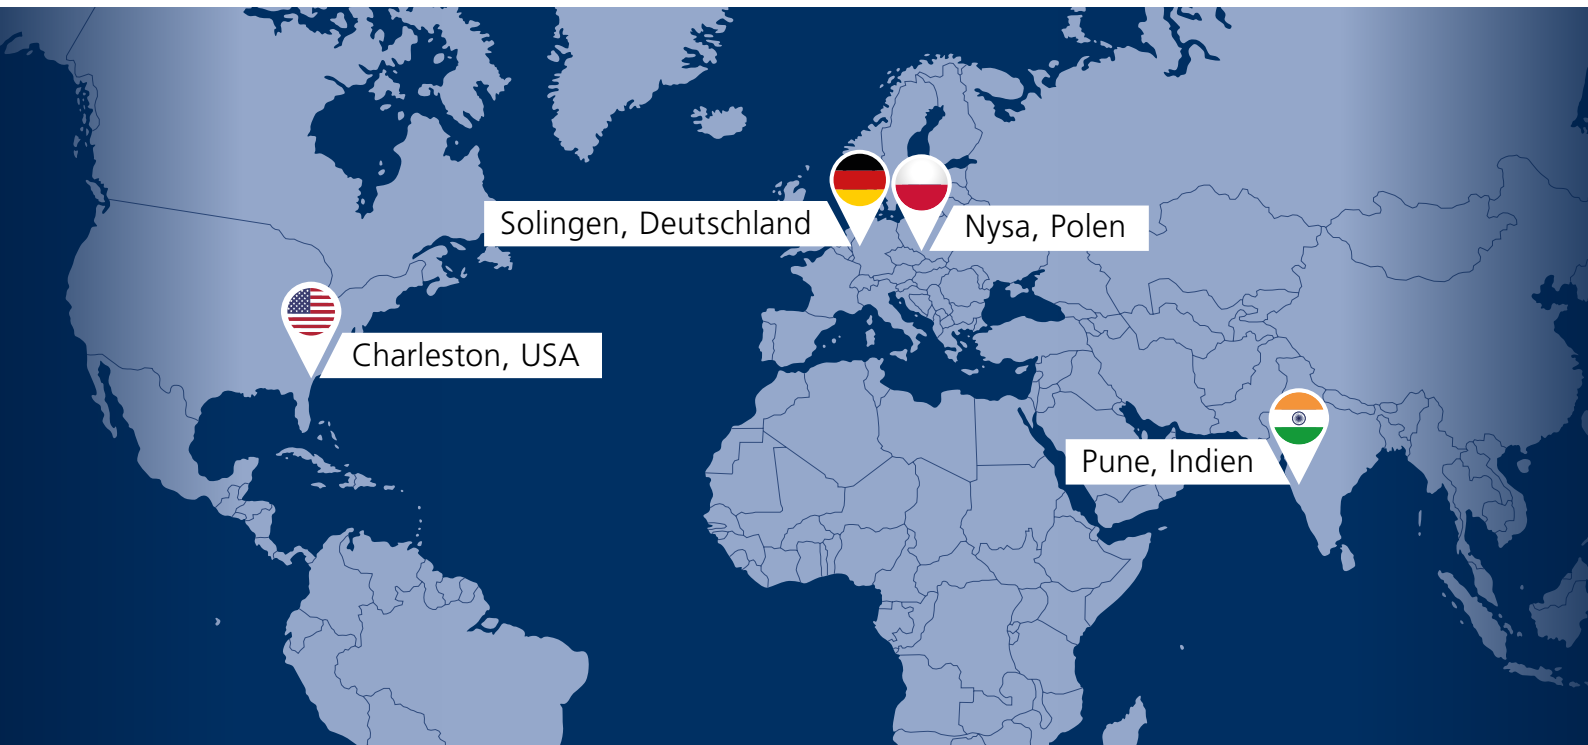 Solingen, Deutschland
Nysa, Polen
Charleston, USA
Pune, Indien